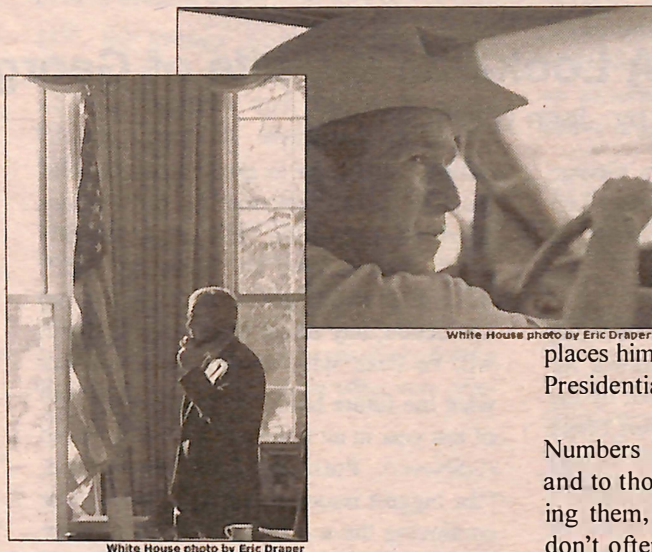 White House photo by Eric Draper
White House photo by Eric Draper
places him
Presidentia
Numbers
and to tho
ing them,
don't often